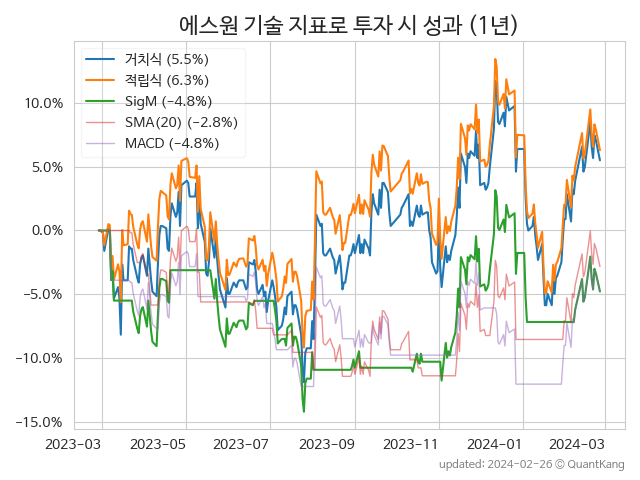 에스원 기술 지표로 투자 시 성과 (1년)
거치식 (5.5%)
적립식 (6.3%)
SigM (−4.8%)
SMA(20) (−2.8%)
MACD (−4.8%)
10.0%
5.0%
0.0%
−5.0%
−10.0%
−15.0%
2023-03 2023-05 2023-07 2023-09 2023-11 2024-01 2024-03
updated: 2024-02-26 © QuantKang